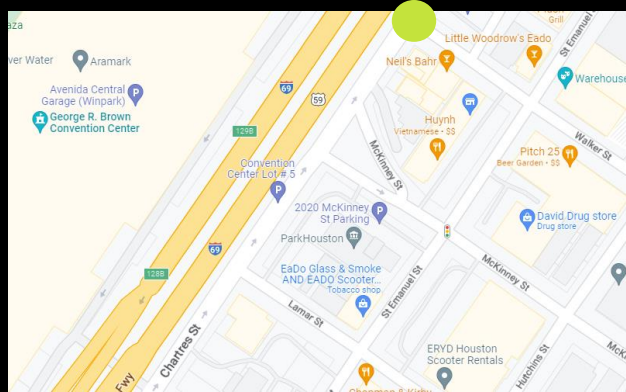 aza
Grill
St Emanuel St
Little Woodrow's Eado
ver Water
Aramark
Neil's Bahr
Warehouse
Avenida Central
Garage (Winpark)
69
59
George R. Brown
Convention Center
Huynh
Vietnamese • $$
129B
Walker St
Pitch 25
Beer Garden • $$
Convention
Center Lot # 5
McKinney St
2020 McKinney
St Parking
David Drug store
Drug store
ParkHouston
69
McKinney St
128B
EaDo Glass & Smoke
AND EADO Scooter...
Tobacco shop
St Emanuel St
Lamar St
Chartres St
ERYD Houston
Scooter Rentals
Hutchins St
Fwy